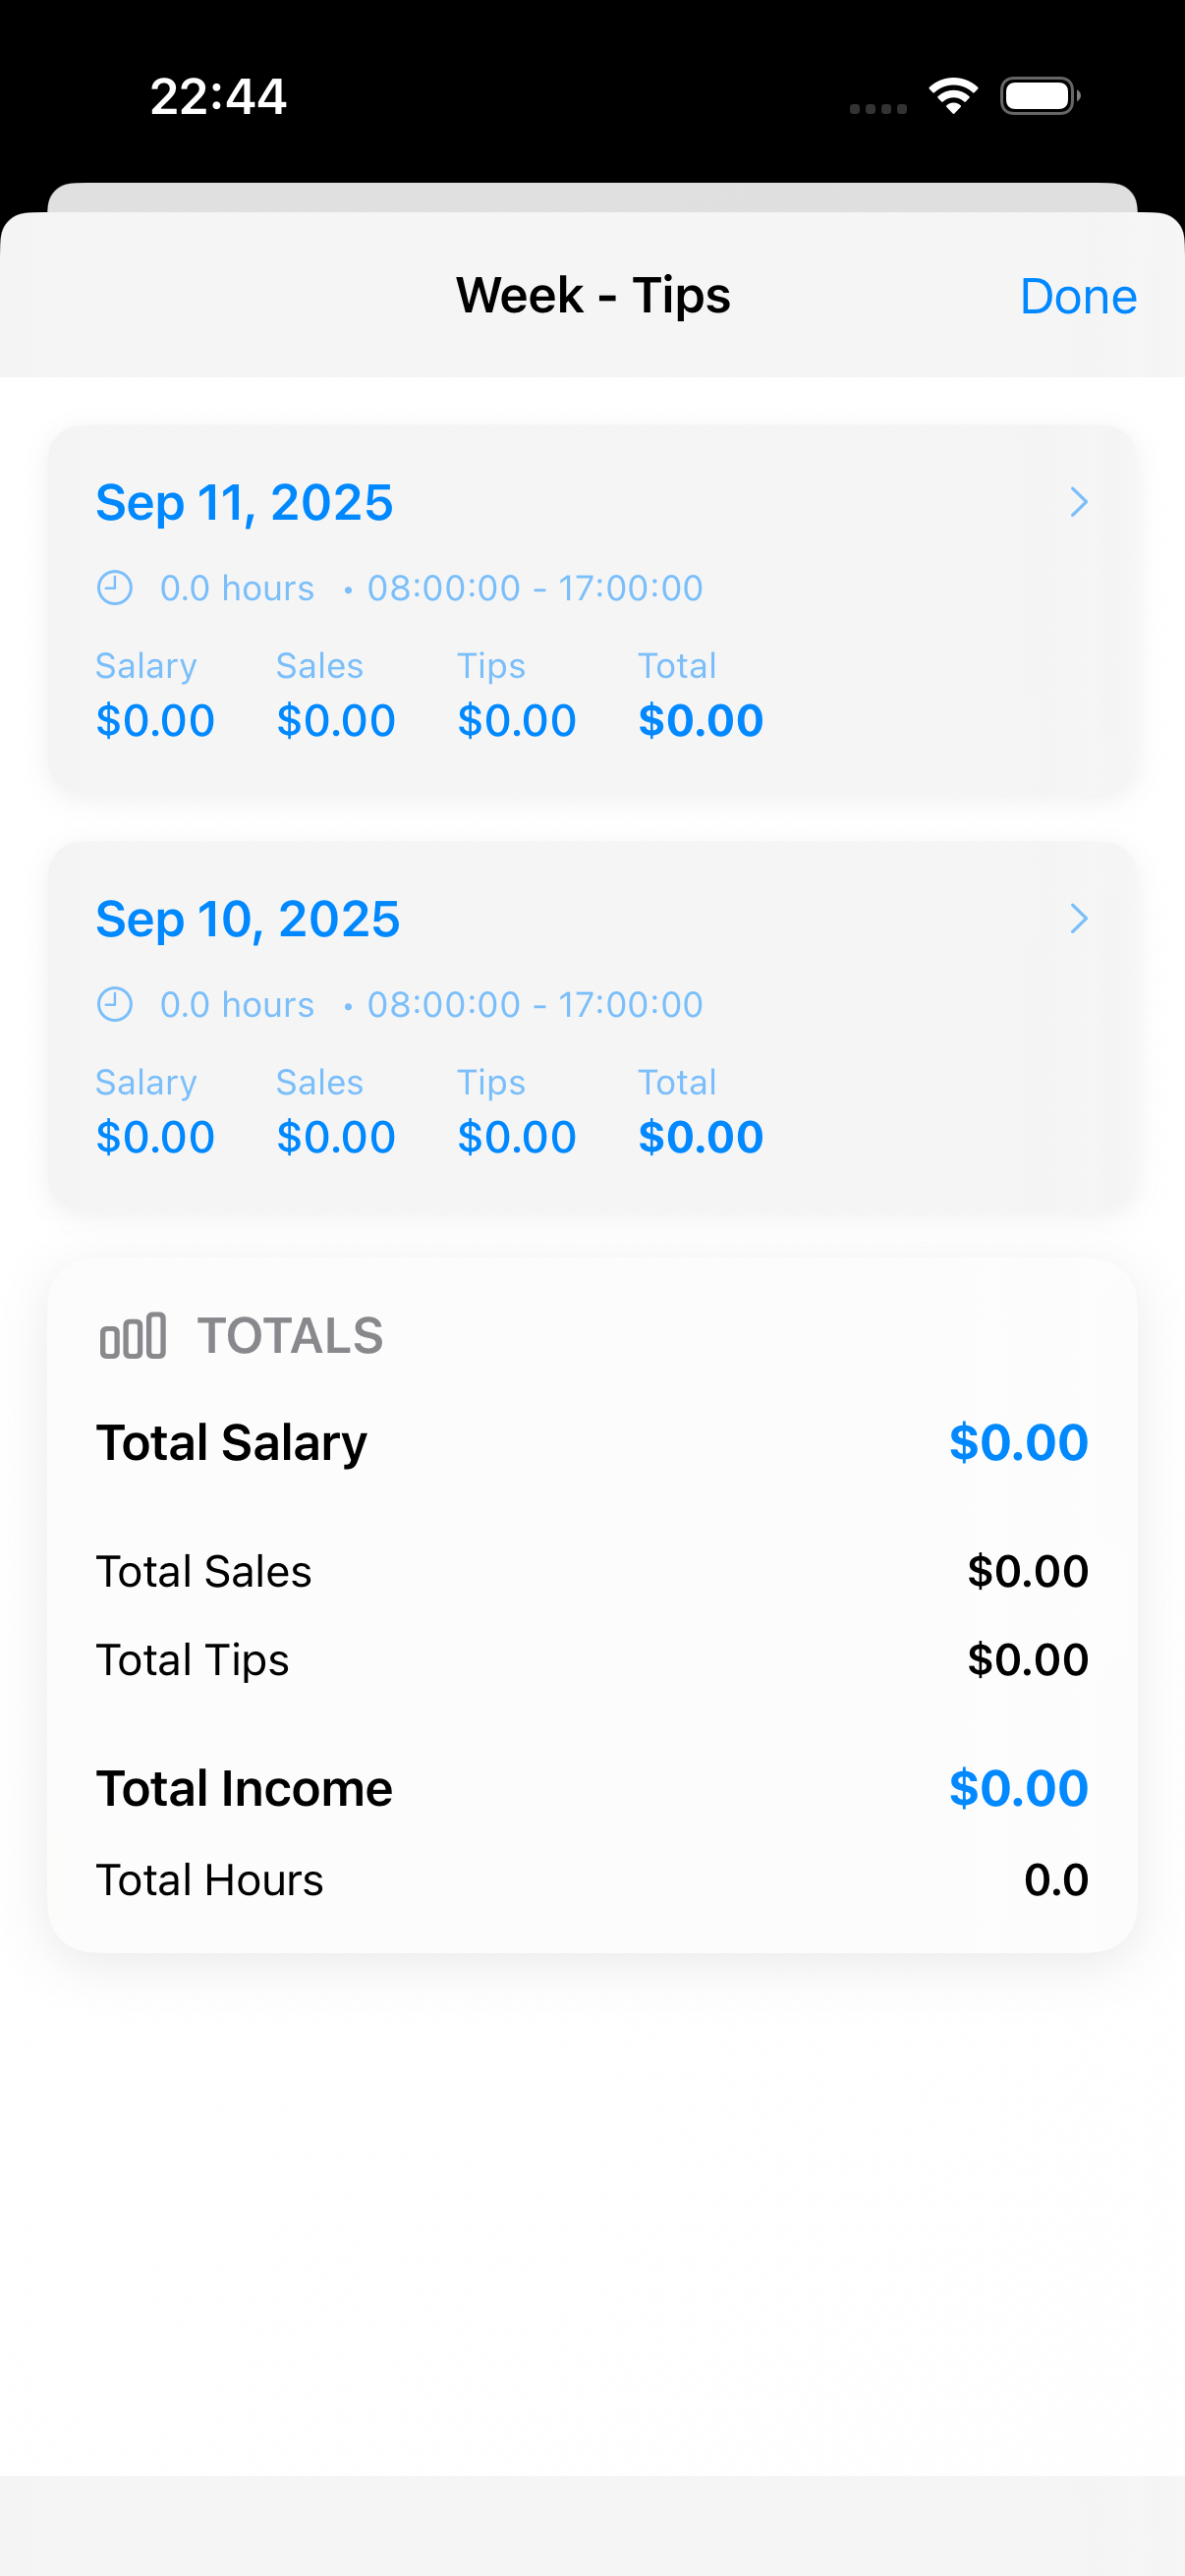 22:44
Week - Tips
Done
Sep 11, 2025
0.0 hours • 08:00:00 - 17:00:00
Salary Sales Tips Total
$0.00 $0.00 $0.00 $0.00
Sep 10, 2025
0.0 hours • 08:00:00 - 17:00:00
Salary Sales Tips Total
$0.00 $0.00 $0.00 $0.00
TOTALS
Total Salary $0.00
Total Sales $0.00
Total Tips $0.00
Total Income $0.00
Total Hours 0.0